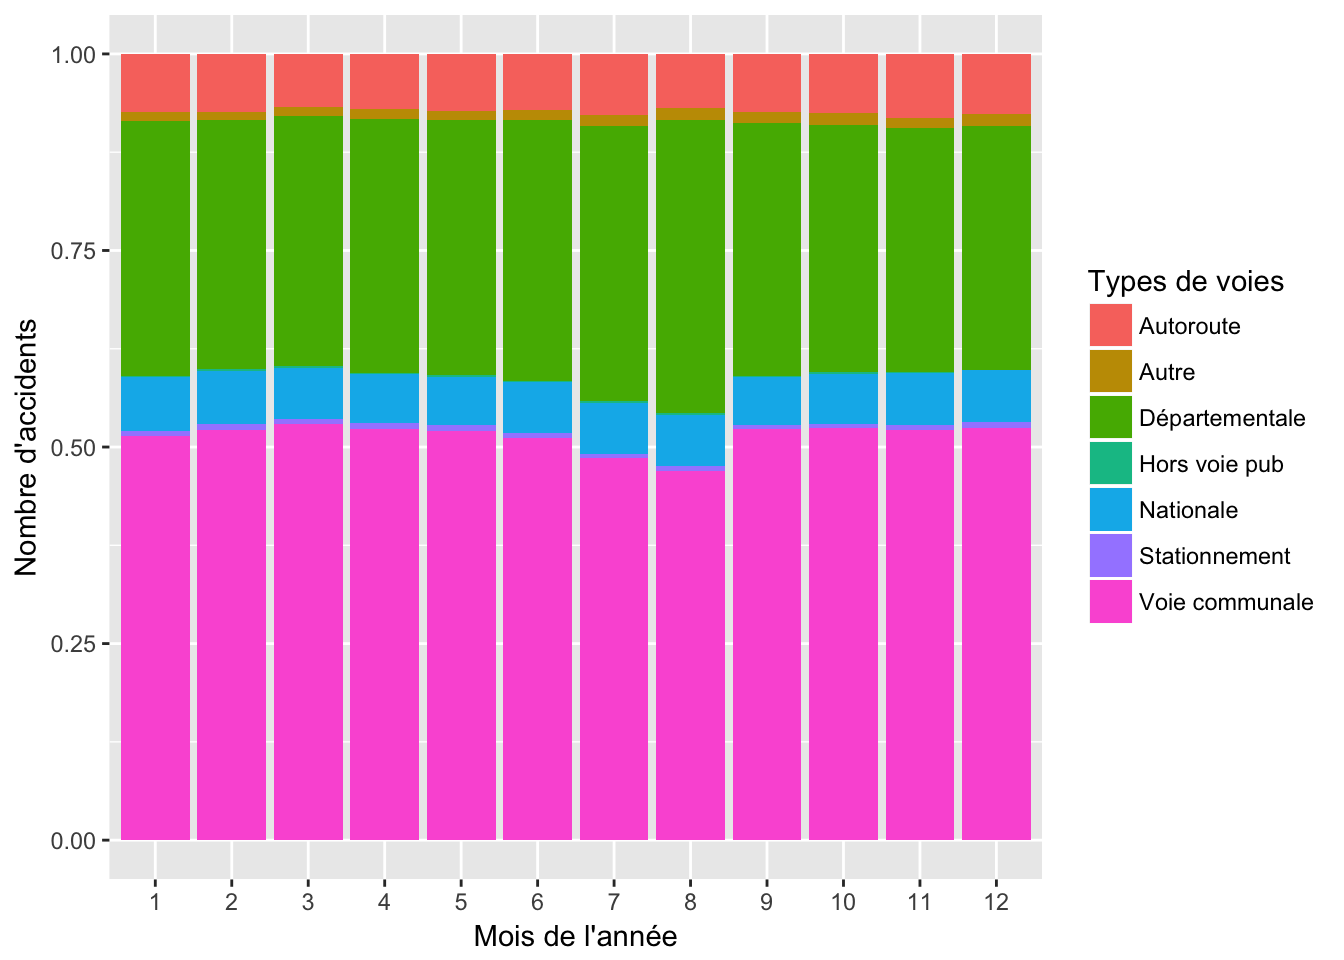 1.00
0.75
0.50
0.25
0.00
Nombre d'accidents
1 2 3 4 5 6 7 8 9 10 11 12
Mois de l'année
Types de voies
Autoroute
Autre
Départementale
Hors voie pub
Nationale
Stationnement
Voie communale